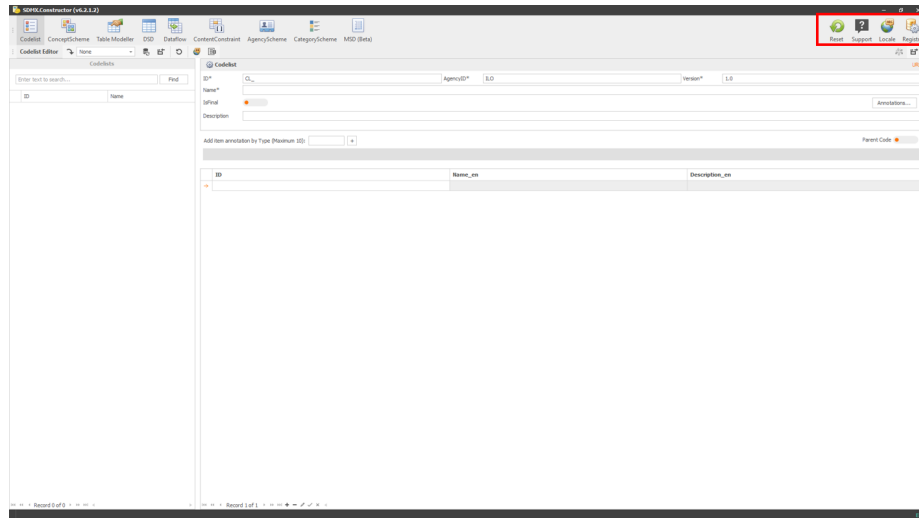 SDMX.Constructor (v6.2.1.2)
Codelist ConceptScheme Table Modeller DSD Dataflow ContentConstraint AgencyScheme CategoryScheme MSD (Beta) Reset Support Locale Registr
Codelist Editor None
Codelists
Enter text to search... Find
ID Name
Codelist
ID* CL_ AgencyID* ILO Version* 1.0
Name*
IsFinal Annotations...
Description
Add item annotation by Type (Maximum 10): Parent Code
ID Name_en Description_en
Record 0 of 0 Record 1 of 1